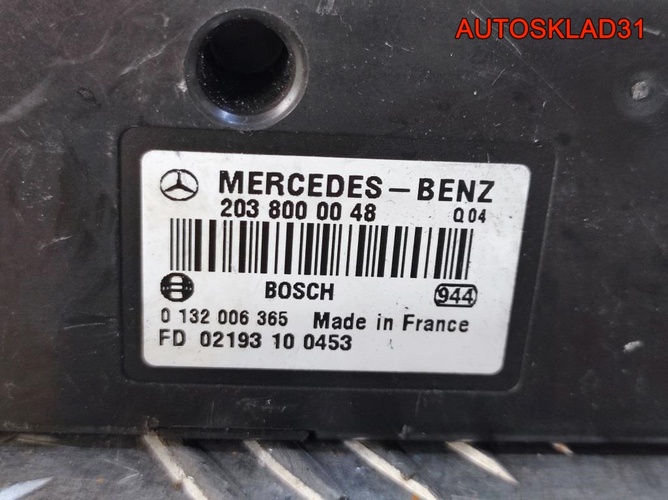 AUTOSKLAD31
MERCEDES-BENZ
203 800 00 48 Q04
BOSCH 944
0 132 006 365 Made in France
FD 02193 10 0453